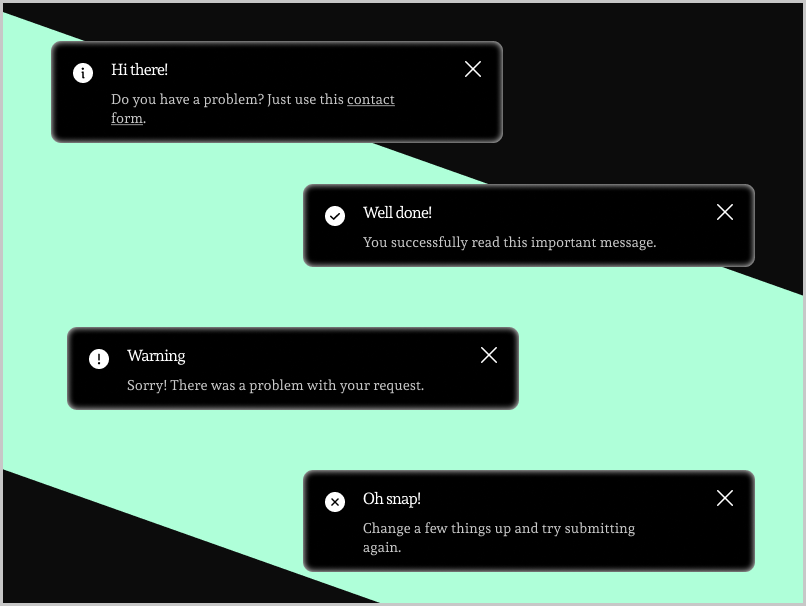 Hi there!
Do you have a problem? Just use this contact
form.
Well done!
You successfully read this important message.
Warning
Sorry! There was a problem with your request.
Oh snap!
Change a few things up and try submitting
again.